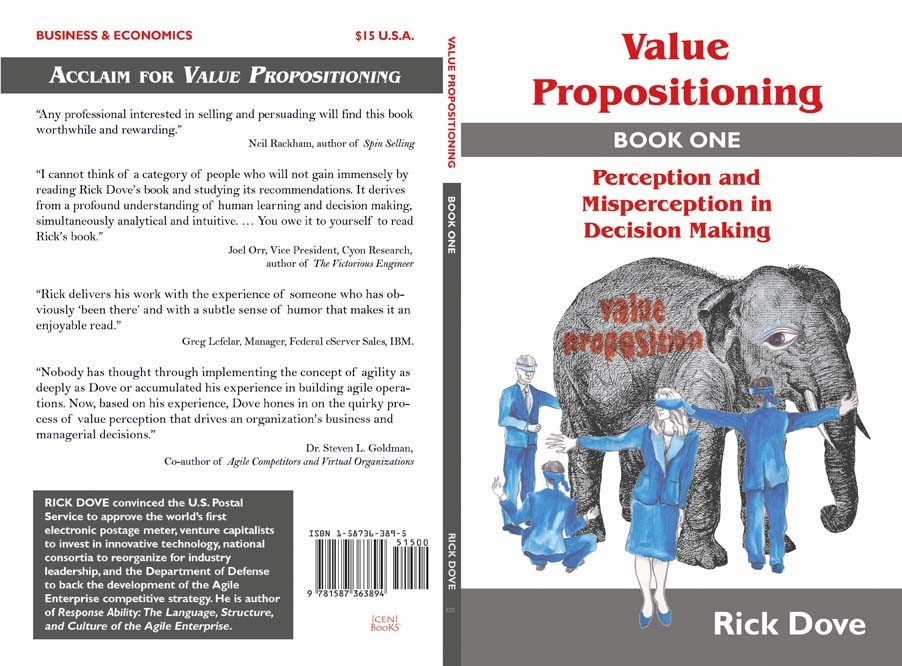 BUSINESS & ECONOMICS
$15 U.S.A.
ACCLAIM FOR VALUE PROPOSITIONING
“Any professional interested in selling and persuading will find this book
worthwhile and rewarding.”
Neil Rackham, author of Spin Selling
“I cannot think of a category of people who will not gain immensely by
reading Rick Dove’s book and studying its recommendations. It derives
from a profound understanding of human learning and decision making,
simultaneously analytical and intuitive. … You owe it to yourself to read
Rick’s book.”
Joel Orr, Vice President, Cyon Research,
author of The Victorious Engineer
“Rick delivers his work with the experience of someone who has ob-
viously ‘been there’ and with a subtle sense of humor that makes it an
enjoyable read.”
Greg Lefelar, Manager, Federal eServer Sales, IBM.
“Nobody has thought through implementing the concept of agility as
deeply as Dove or accumulated his experience in building agile opera-
tions. Now, based on his experience, Dove hones in on the quirky pro-
cess of value perception that drives an organization’s business and
managerial decisions.”
Dr. Steven L. Goldman,
Co-author of Agile Competitors and Virtual Organizations
RICK DOVE convinced the U.S. Postal
Service to approve the world’s first
electronic postage meter, venture capitalists
to invest in innovative technology, national
consortia to reorganize for industry
leadership, and the Department of Defense
to back the development of the Agile
Enterprise competitive strategy. He is author
of Response Ability: The Language, Structure,
and Culture of the Agile Enterprise.
ISBN 1-58736-389-5
51500
9 781587 363894
ICENI
BOOKS
VALUE PROPOSITIONING
BOOK ONE
RICK DOVE
Value
Propositioning
BOOK ONE
Perception and
Misperception in
Decision Making
value
proposition
Rick Dove